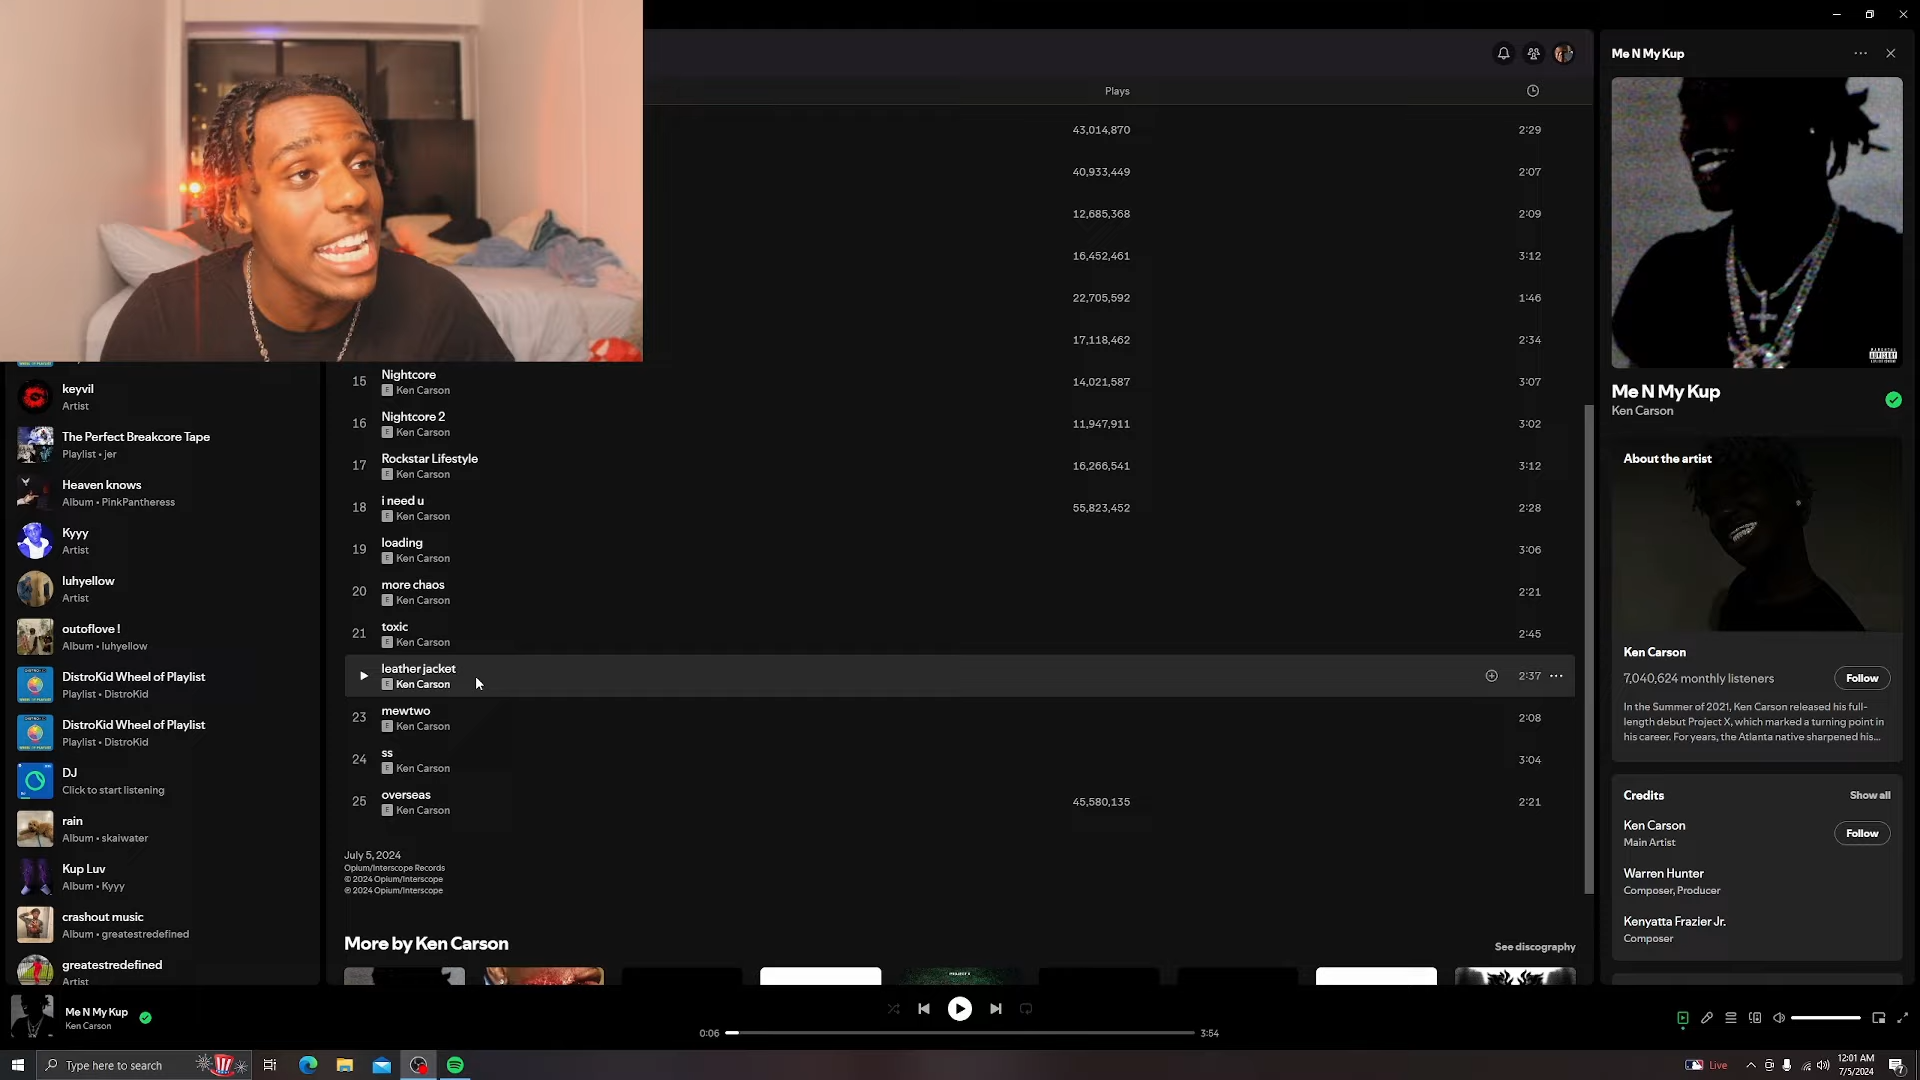 Plays
43,014,870
2:29
40,933,449
2:07
12,685,368
2:09
16,452,461
3:12
22,705,592
1:46
17,118,462
2:34
15
Nightcore
E Ken Carson
14,021,587
3:07
16
Nightcore 2
E Ken Carson
11,947,911
3:02
17
Rockstar Lifestyle
E Ken Carson
16,266,541
3:12
18
i need u
E Ken Carson
55,823,452
2:28
19
loading
E Ken Carson
3:06
20
more chaos
E Ken Carson
2:21
21
toxic
E Ken Carson
2:45
leather jacket
E Ken Carson
2:37
23
mewtwo
E Ken Carson
2:08
24
ss
E Ken Carson
3:04
25
overseas
E Ken Carson
45,580,135
2:21
July 5, 2024
Opium/Interscope Records
© 2024 Opium/Interscope
℗ 2024 Opium/Interscope
More by Ken Carson
See discography
keyvil
Artist
The Perfect Breakcore Tape
Playlist • jer
Heaven knows
Album • PinkPantheress
Kyyy
Artist
luhyellow
Artist
outoflove !
Album • luhyellow
DistroKid Wheel of Playlist
Playlist • DistroKid
DistroKid Wheel of Playlist
Playlist • DistroKid
DJ
Click to start listening
rain
Album • skaiwater
Kup Luv
Album • Kyyy
crashout music
Album • greatestredefined
greatestredefined
Artist
Me N My Kup
Me N My Kup
Ken Carson
About the artist
Ken Carson
7,040,624 monthly listeners
Follow
In the Summer of 2021, Ken Carson released his full-
length debut Project X, which marked a turning point in
his career. For years, the Atlanta native sharpened his...
Credits
Show all
Ken Carson
Main Artist
Follow
Warren Hunter
Composer, Producer
Kenyatta Frazier Jr.
Composer
Me N My Kup
Ken Carson
0:06
3:54
Type here to search
Live
12:01 AM
7/5/2024